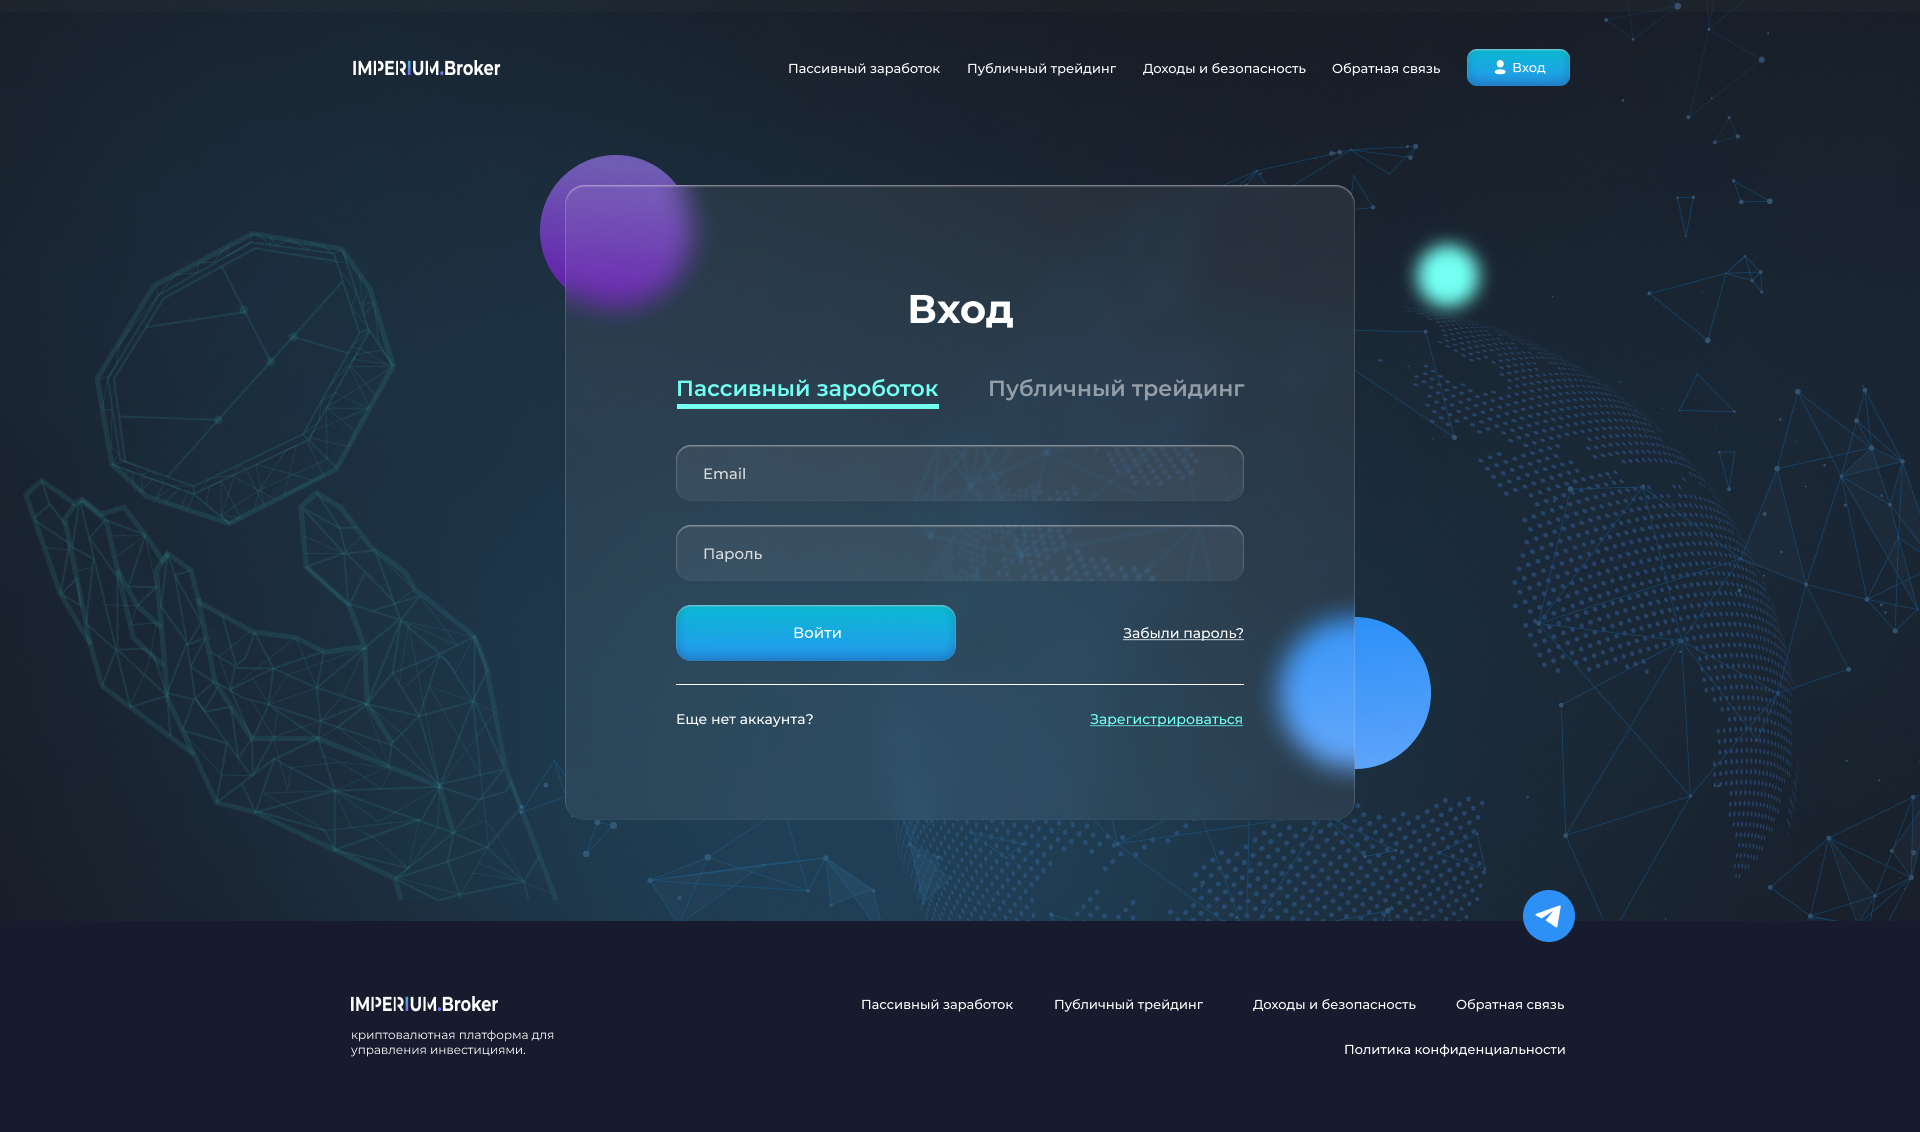 IMPERIUM.Broker
Пассивный заработок
Публичный трейдинг
Доходы и безопасность
Обратная связь
Вход
Вход
Пассивный зароботок
Публичный трейдинг
Email
Пароль
Войти
Забыли пароль?
Еще нет аккаунта?
Зарегистрироваться
IMPERIUM.Broker
криптовалютная платформа для
управления инвестициями.
Пассивный заработок
Публичный трейдинг
Доходы и безопасность
Обратная связь
Политика конфиденциальности